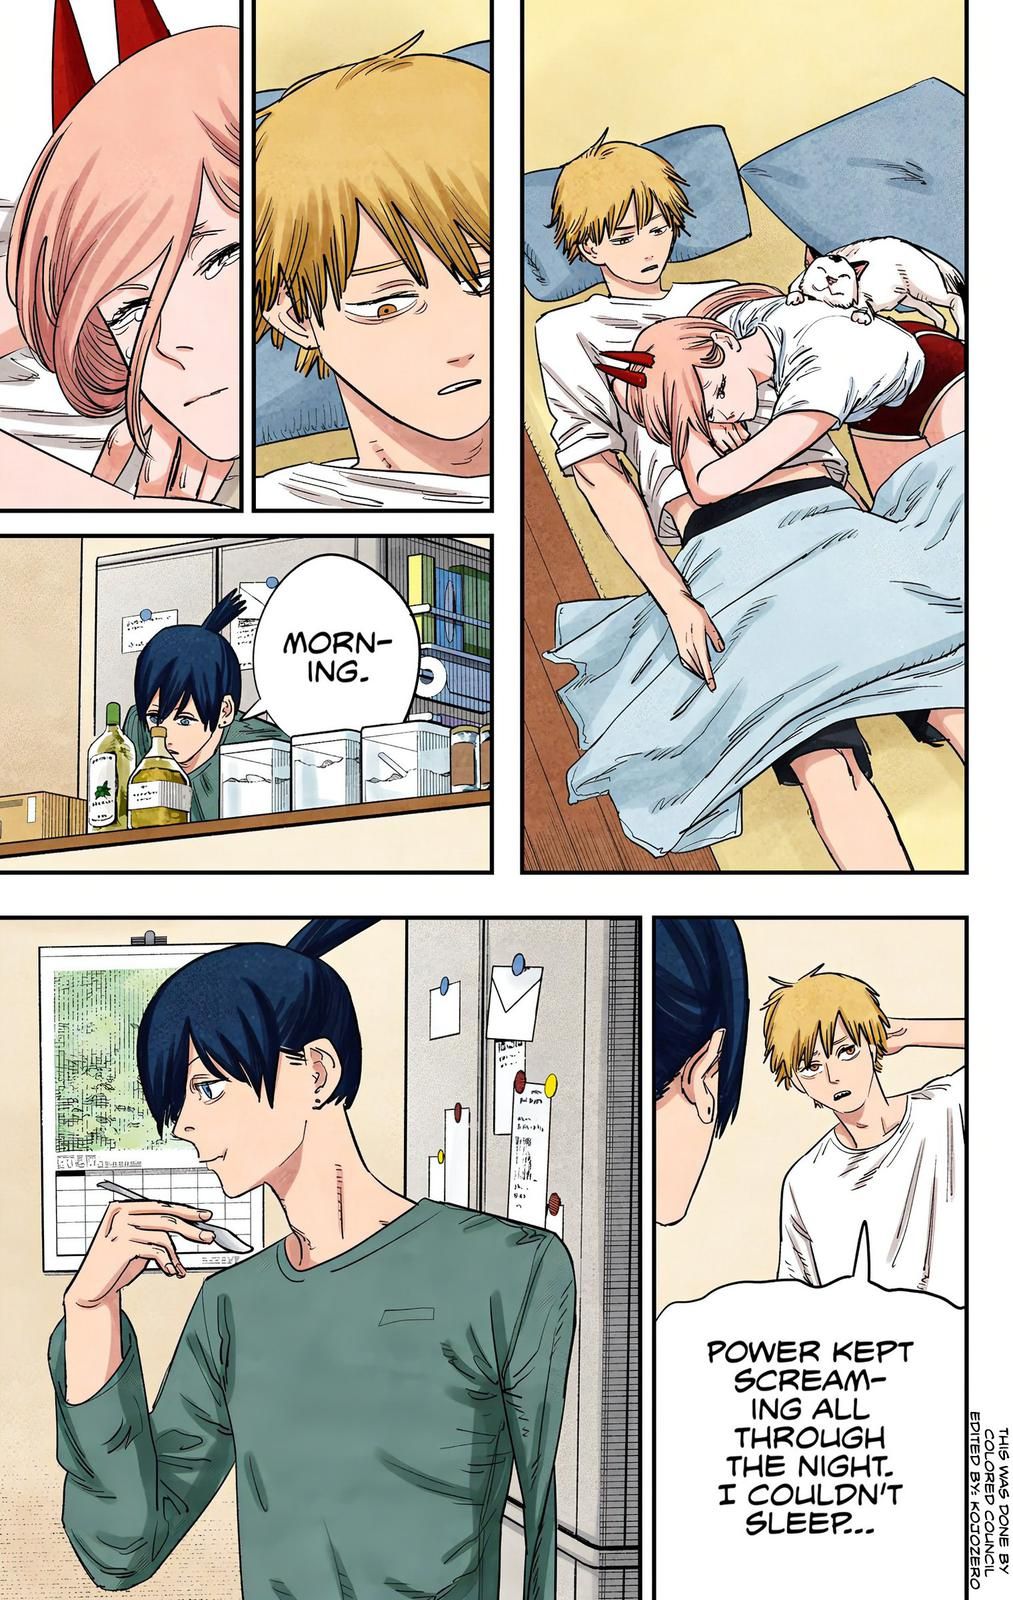 MORN-
ING.
POWER KEPT
SCREAM-
ING ALL
THROUGH
THE NIGHT.
I COULDN'T
SLEEP...
THIS WAS DONE BY
COLORED COUNCIL
EDITED BY: KOJOZERO